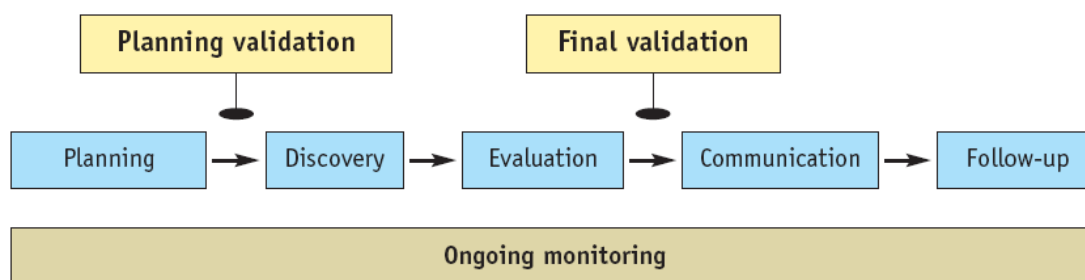 Planning validation
Final validation
Planning
Discovery
Evaluation
Communication
Follow-up
Ongoing monitoring